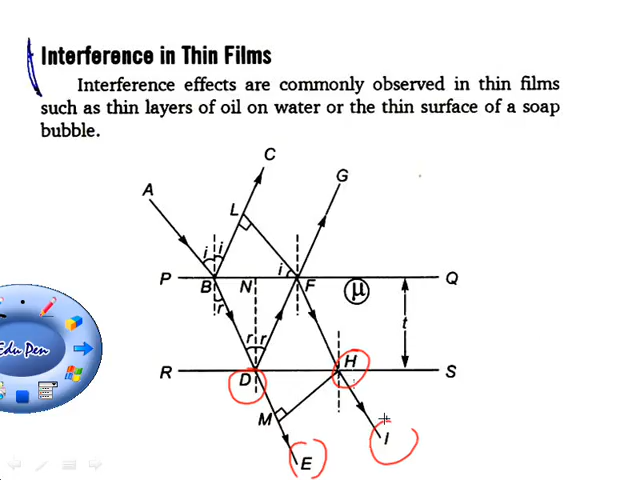 Interference in Thin Films
Interference effects are commonly observed in thin films
such as thin layers of oil on water or the thin surface of a soap
bubble.
C
A
G
L
i i
i
P
B
N
F
μ
Q
r
t
r r
R
D
H
S
M
E
I
Edu Pen